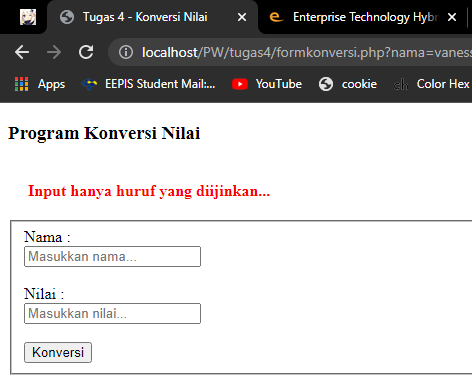 Tugas 4 - Konversi Nilai
Enterprise Technology Hybr
localhost/PW/tugas4/formkonversi.php?nama=vaness
Apps EEPIS Student Mail:... YouTube cookie Color Hex
Program Konversi Nilai
Input hanya huruf yang diijinkan...
Nama :
Masukkan nama...
Nilai :
Masukkan nilai...
Konversi